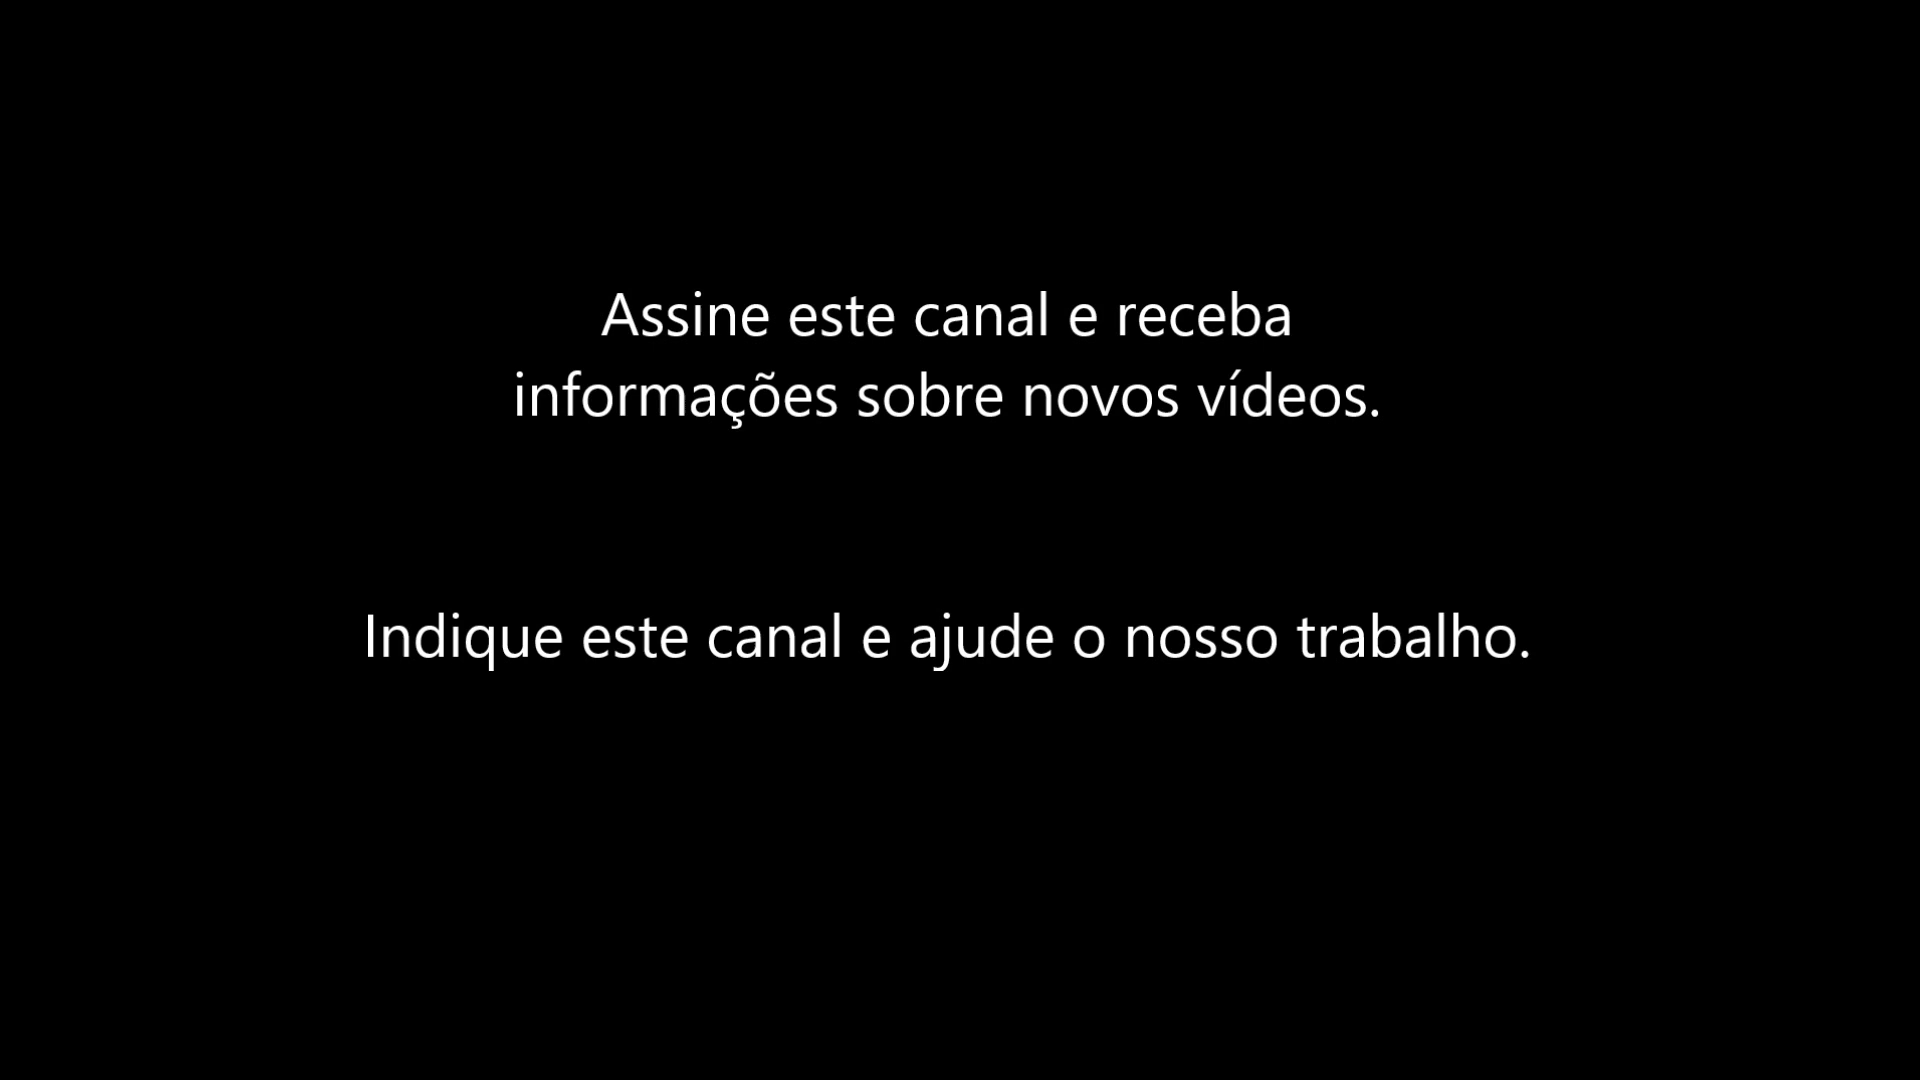 Assine este canal e receba
informações sobre novos vídeos.
Indique este canal e ajude o nosso trabalho.